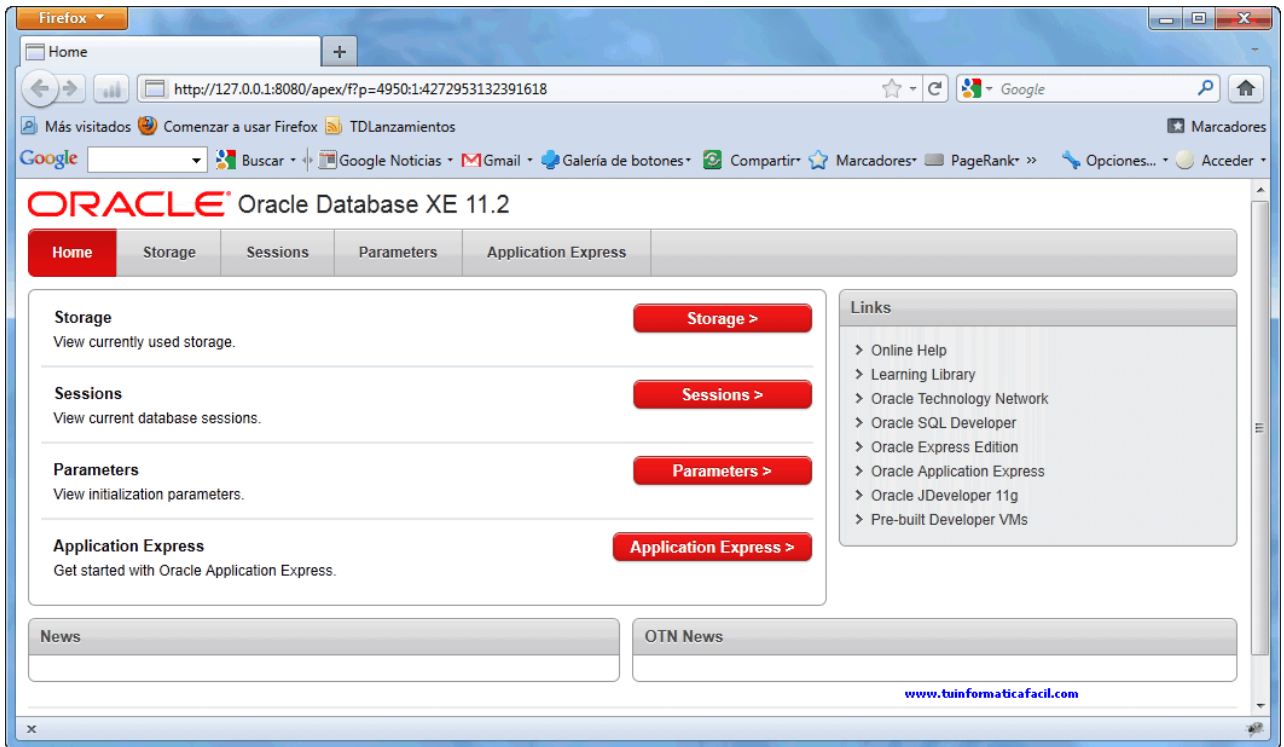 Firefox
Home
http://127.0.0.1:8080/apex/f?p=4950:1:4272953132391618
Google
Más visitados Comenzar a usar Firefox TDLanzamientos Marcadores
Google Buscar Google Noticias Gmail Galería de botones Compartir Marcadores PageRank Opciones... Acceder
ORACLE Oracle Database XE 11.2
Home Storage Sessions Parameters Application Express
Storage
View currently used storage.
Storage >
Sessions
View current database sessions.
Sessions >
Parameters
View initialization parameters.
Parameters >
Application Express
Get started with Oracle Application Express.
Application Express >
Links
> Online Help
> Learning Library
> Oracle Technology Network
> Oracle SQL Developer
> Oracle Express Edition
> Oracle Application Express
> Oracle JDeveloper 11g
> Pre-built Developer VMs
News
OTN News
www.tuinformaticafacil.com